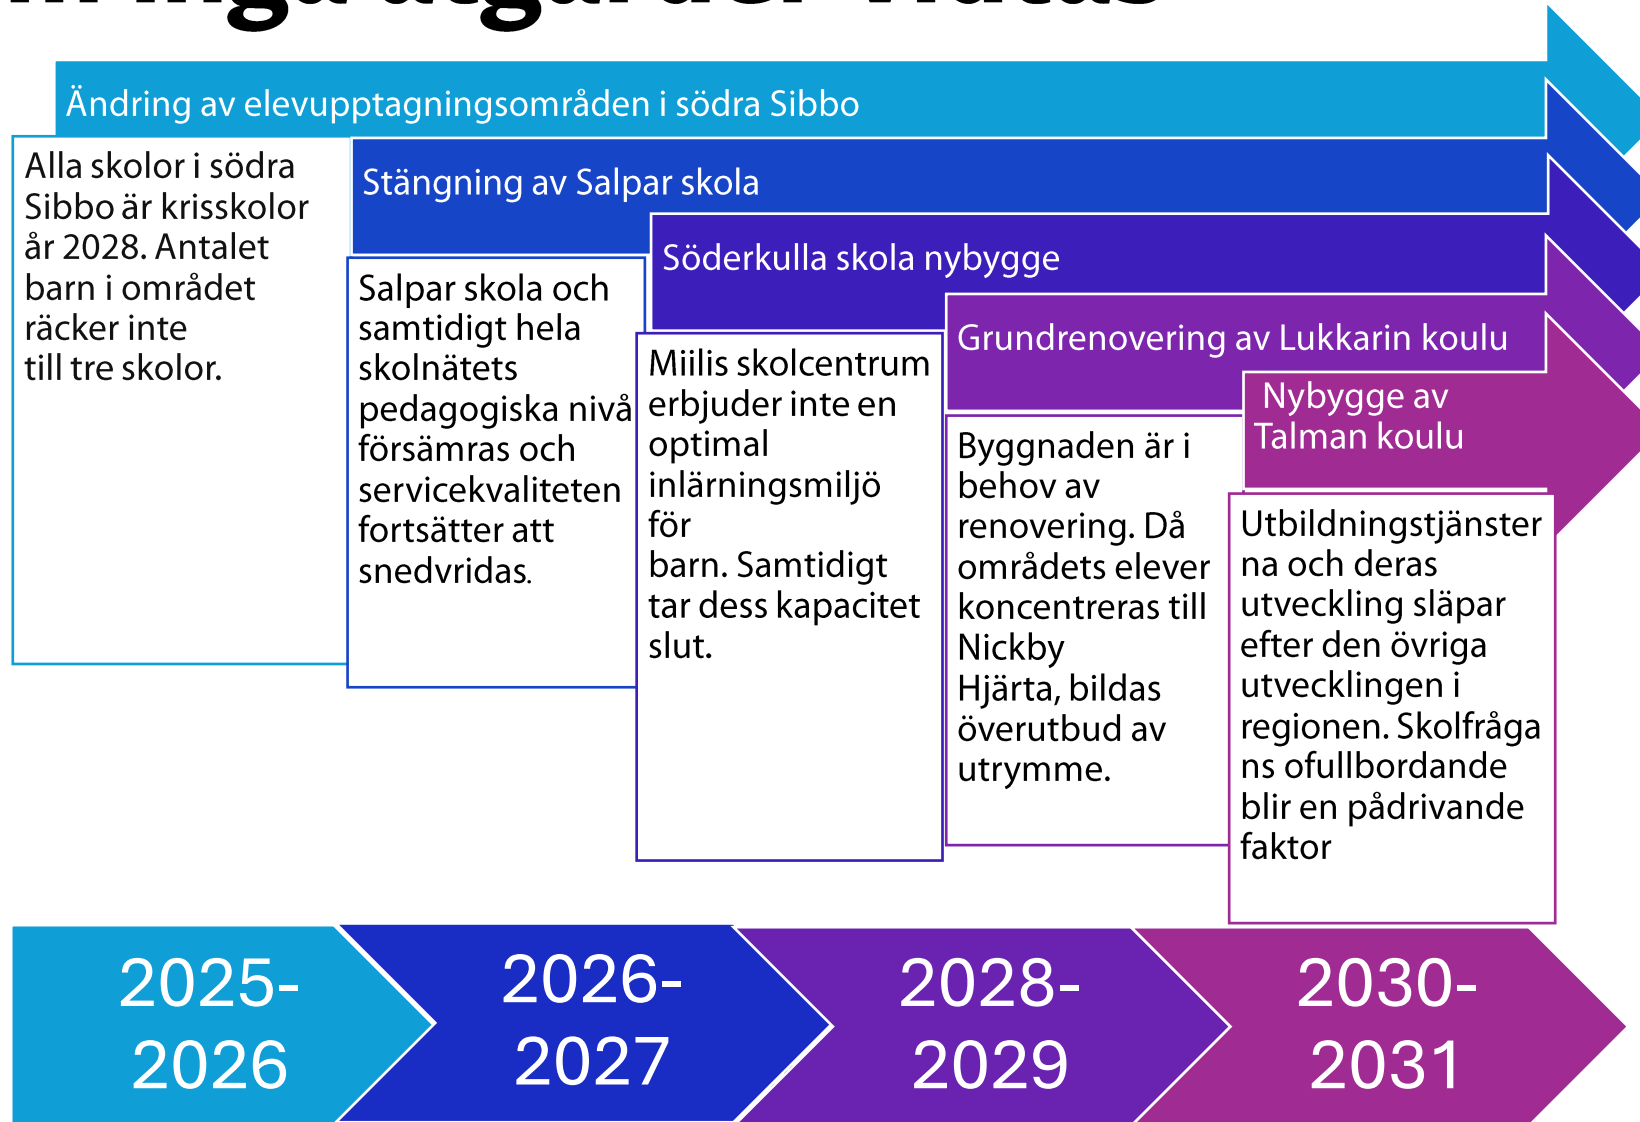 inga åtgärder vidtas
Ändring av elevupptagningsområden i södra Sibbo
Alla skolor i södra
Sibbo är krisskolor
år 2028. Antalet
barn i området
räcker inte
till tre skolor.
Stängning av Salpar skola
Salpar skola och
samtidigt hela
skolnätets
pedagogiska nivå
försämras och
servicekvaliteten
fortsätter att
snedvridas.
Söderkulla skola nybygge
Miilis skolcentrum
erbjuder inte en
optimal
inlärningsmiljö
för
barn. Samtidigt
tar dess kapacitet
slut.
Grundrenovering av Lukkarin koulu
Byggnaden är i
behov av
renovering. Då
områdets elever
koncentreras till
Nickby
Hjärta, bildas
överutbud av
utrymme.
Nybygge av
Talman koulu
Utbildningstjänster
na och deras
utveckling släpar
efter den övriga
utvecklingen i
regionen. Skolfråga
ns ofullbordande
blir en pådrivande
faktor
2025-
2026
2026-
2027
2028-
2029
2030-
2031